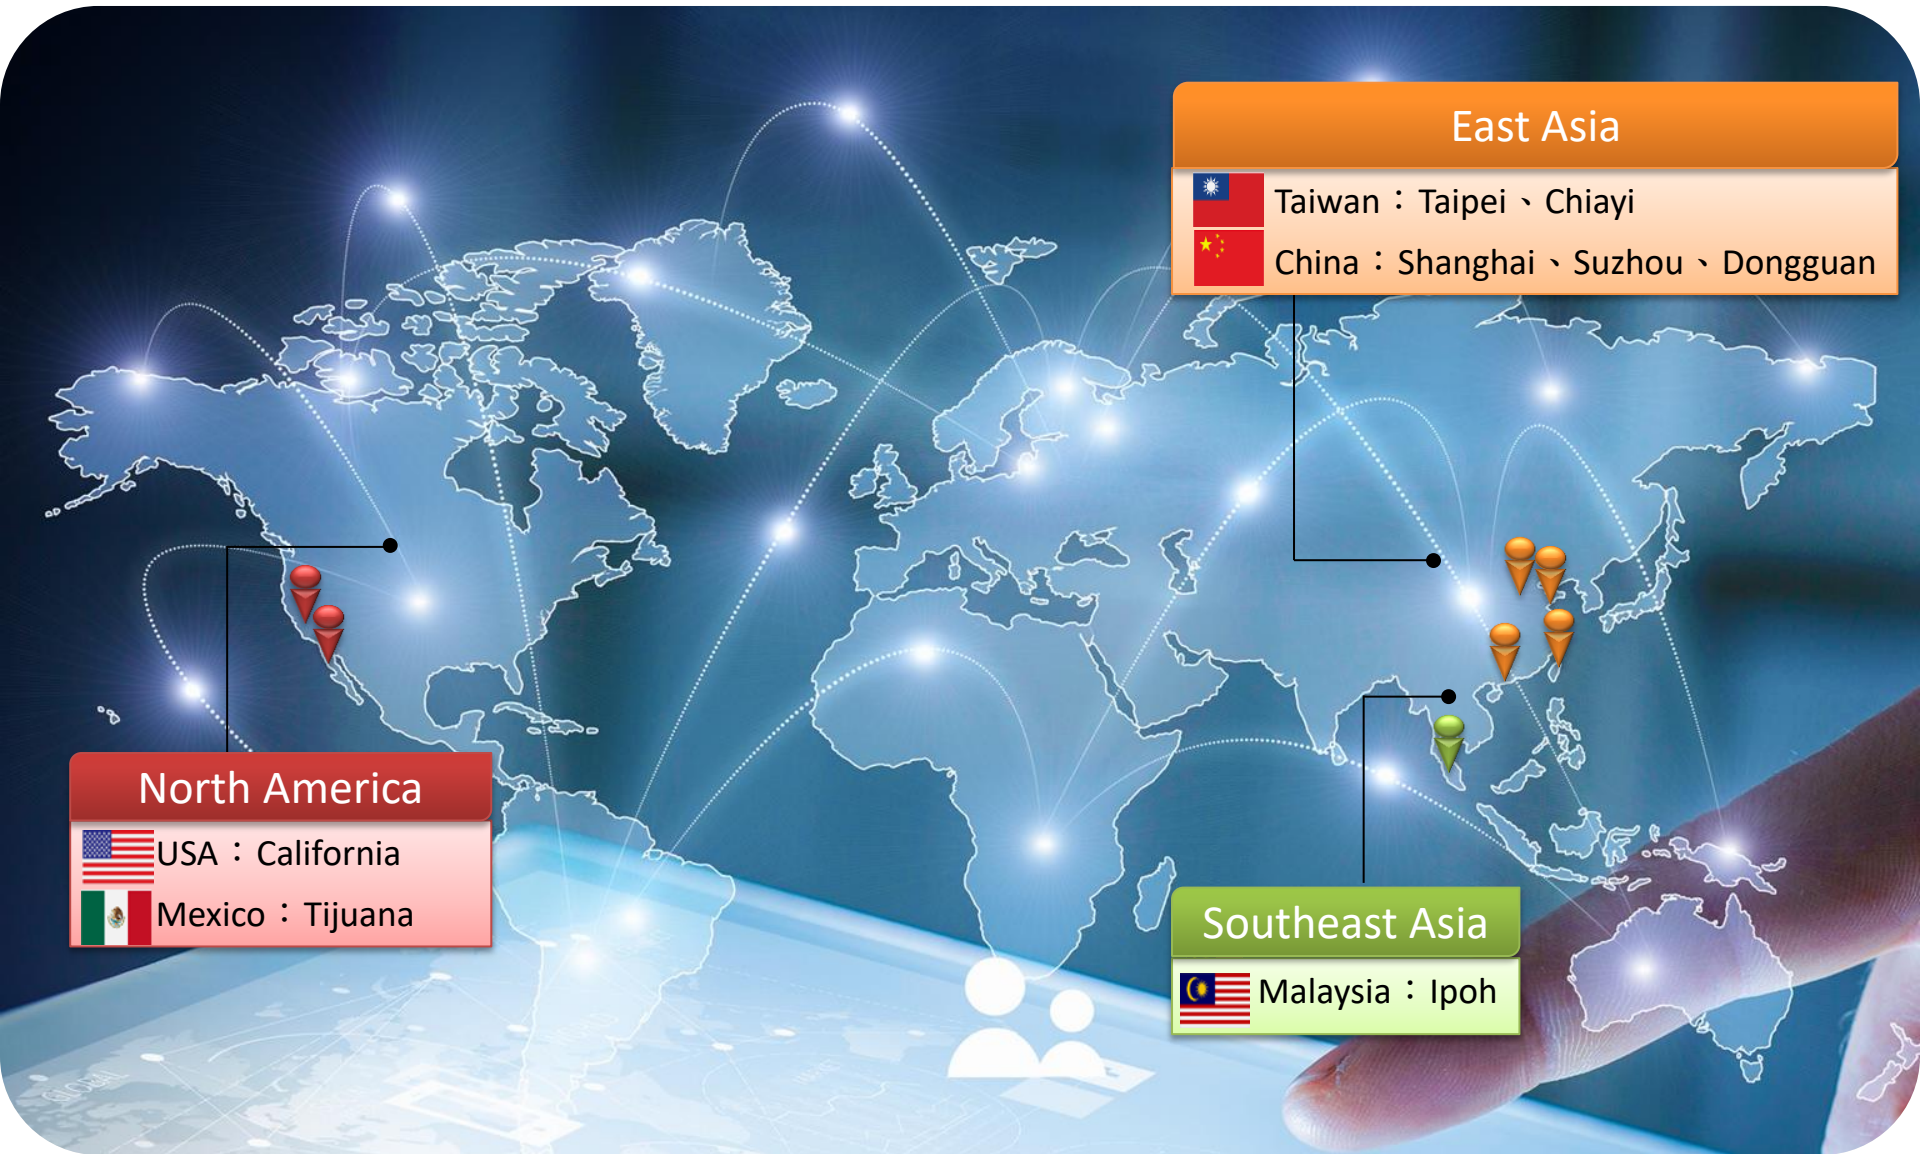 East Asia
Taiwan：Taipei、Chiayi
China：Shanghai、Suzhou、Dongguan
North America
USA：California
Mexico：Tijuana
Southeast Asia
Malaysia：Ipoh
GLOBAL